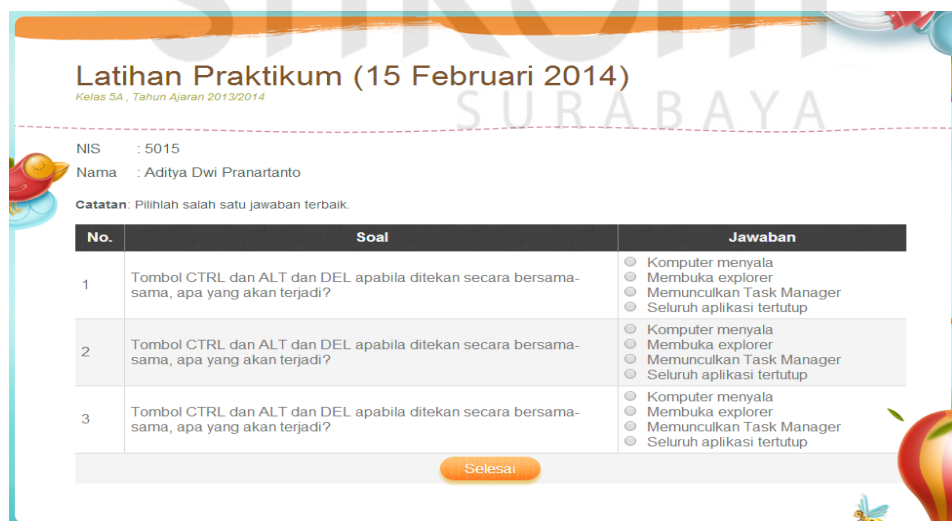 SURABAYA
Latihan Praktikum (15 Februari 2014)
Kelas 5A , Tahun Ajaran 2013/2014
NIS : 5015
Nama : Aditya Dwi Pranartanto
Catatan: Pilihlah salah satu jawaban terbaik.
No. Soal Jawaban
1
Tombol CTRL dan ALT dan DEL apabila ditekan secara bersama-
sama, apa yang akan terjadi?
Komputer menyala
Membuka explorer
Memunculkan Task Manager
Seluruh aplikasi tertutup
2
Tombol CTRL dan ALT dan DEL apabila ditekan secara bersama-
sama, apa yang akan terjadi?
Komputer menyala
Membuka explorer
Memunculkan Task Manager
Seluruh aplikasi tertutup
3
Tombol CTRL dan ALT dan DEL apabila ditekan secara bersama-
sama, apa yang akan terjadi?
Komputer menyala
Membuka explorer
Memunculkan Task Manager
Seluruh aplikasi tertutup
Selesai